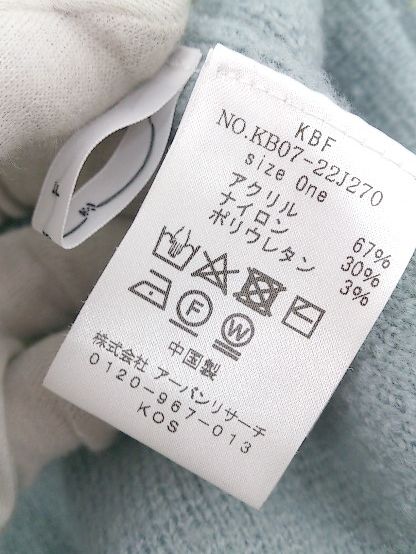 KBF
NO.KB07-22J270
size One
アクリル 67%
ナイロン 30%
ポリウレタン 3%
F W
中国製
株式会社 アーバンリサーチ
0120-967-013
KOS